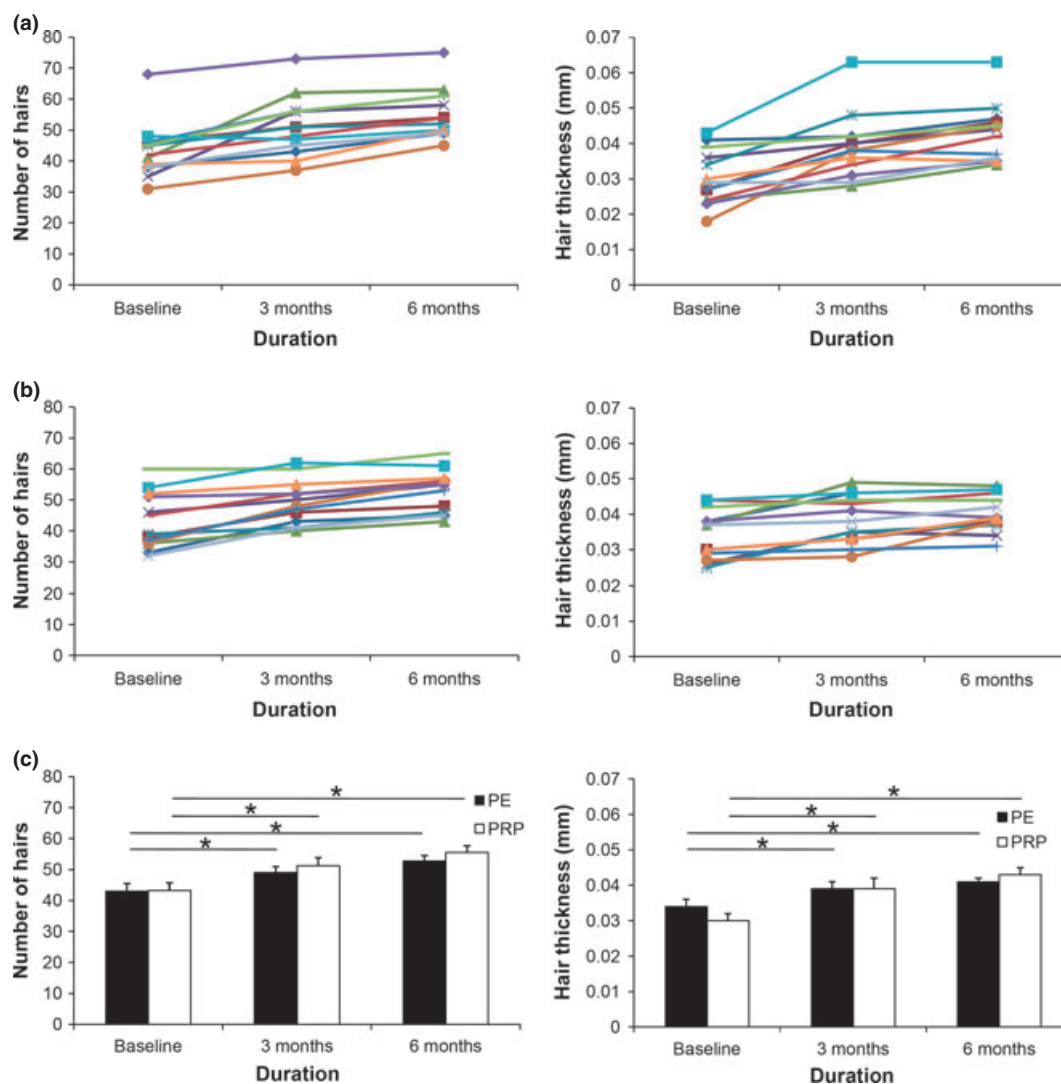 (a)
80
70
60
50
40
30
20
10
0
Number of hairs
Baseline 3 months 6 months
Duration
0.07
0.06
0.05
0.04
0.03
0.02
0.01
0
Hair thickness (mm)
Baseline 3 months 6 months
Duration
(b)
80
70
60
50
40
30
20
10
0
Number of hairs
Baseline 3 months 6 months
Duration
0.07
0.06
0.05
0.04
0.03
0.02
0.01
0
Hair thickness (mm)
Baseline 3 months 6 months
Duration
(c)
80
70
60
50
40
30
20
10
0
Number of hairs
*
*
*
*
PE
PRP
Baseline 3 months 6 months
Duration
0.07
0.06
0.05
0.04
0.03
0.02
0.01
0
Hair thickness (mm)
*
*
*
*
PE
PRP
Baseline 3 months 6 months
Duration